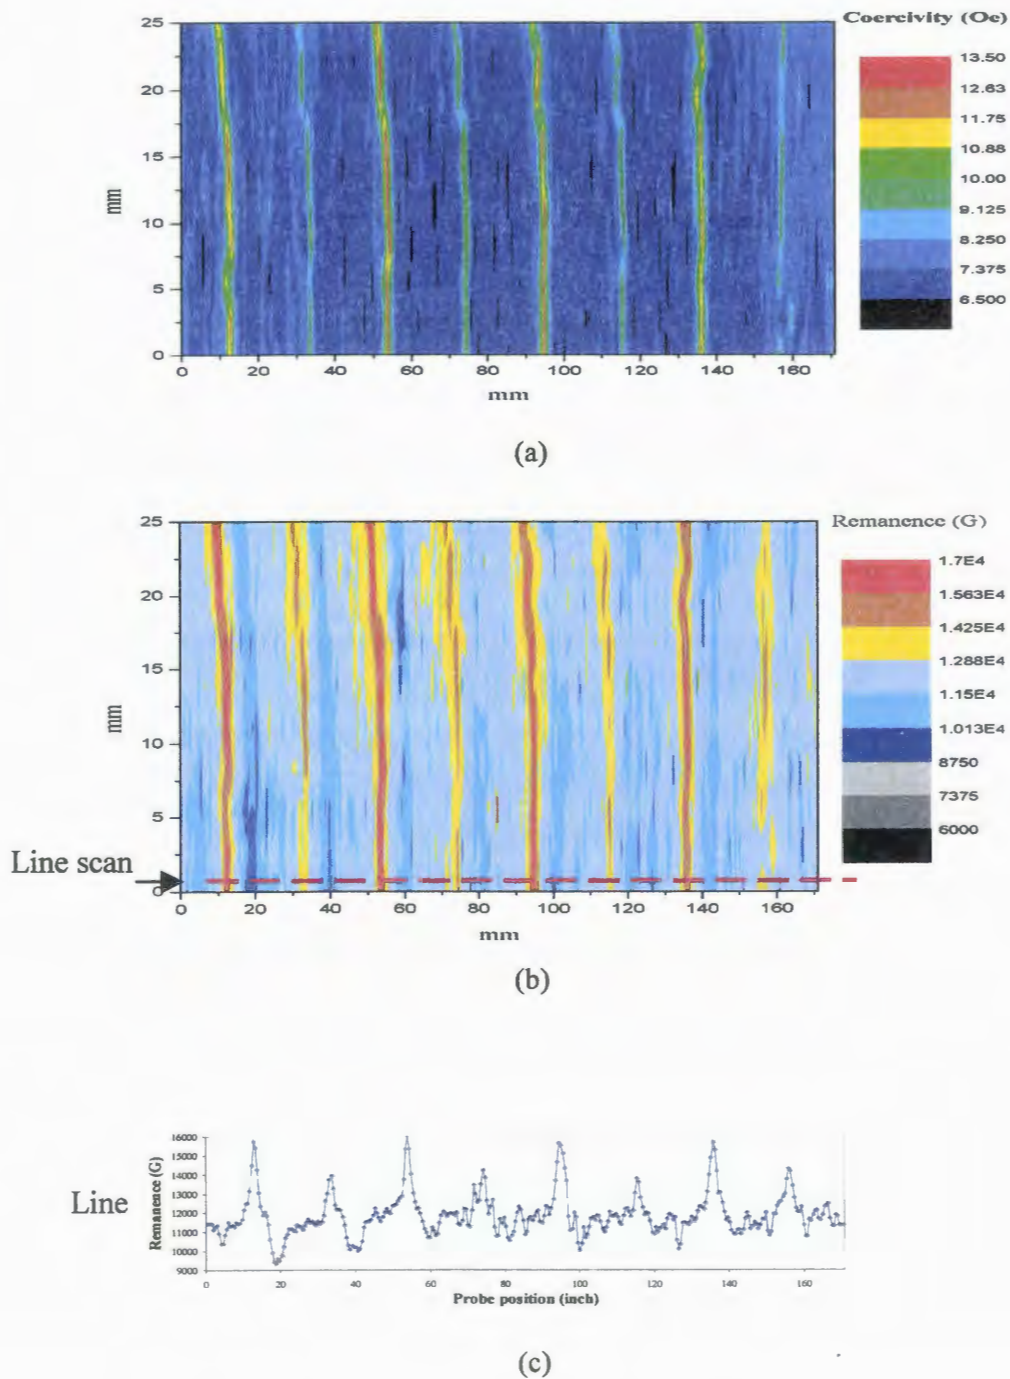 Coercivity (Oe)
25
20
15
10
5
0
mm
0 20 40 60 80 100 120 140 160
mm
13.50
12.63
11.75
10.88
10.00
9.125
8.250
7.375
6.500
(a)
Remanence (G)
25
20
15
10
5
0
mm
0 20 40 60 80 100 120 140 160
mm
1.7E4
1.563E4
1.425E4
1.288E4
1.15E4
1.013E4
8750
7375
6000
Line scan
(b)
Line
Remanence (G)
16000
15000
14000
13000
12000
11000
10000
9000
0 20 40 60 80 100 120 140 160
Probe position (inch)
(c)